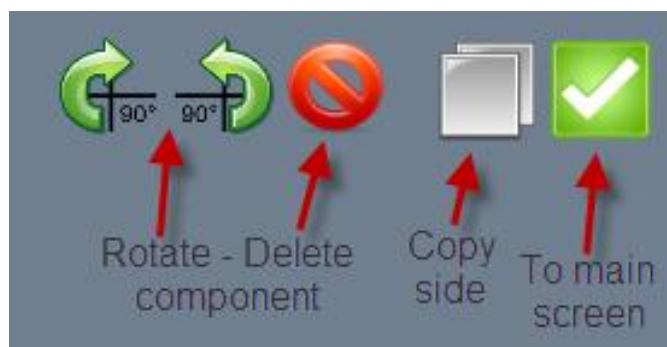 90° 90°
Rotate - Delete
component
Copy
side
To main
screen